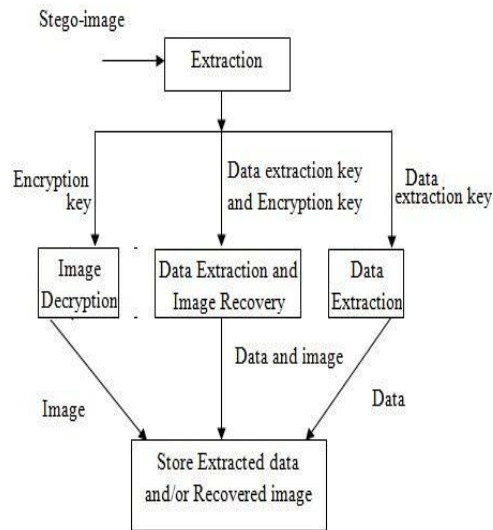 Stego-image
Extraction
Encryption
key
Data extraction key
and Encryption key
Data
extraction key
Image
Decryption
Data Extraction and
Image Recovery
Data
Extraction
Data and image
Image
Data
Store Extracted data
and/or Recovered image